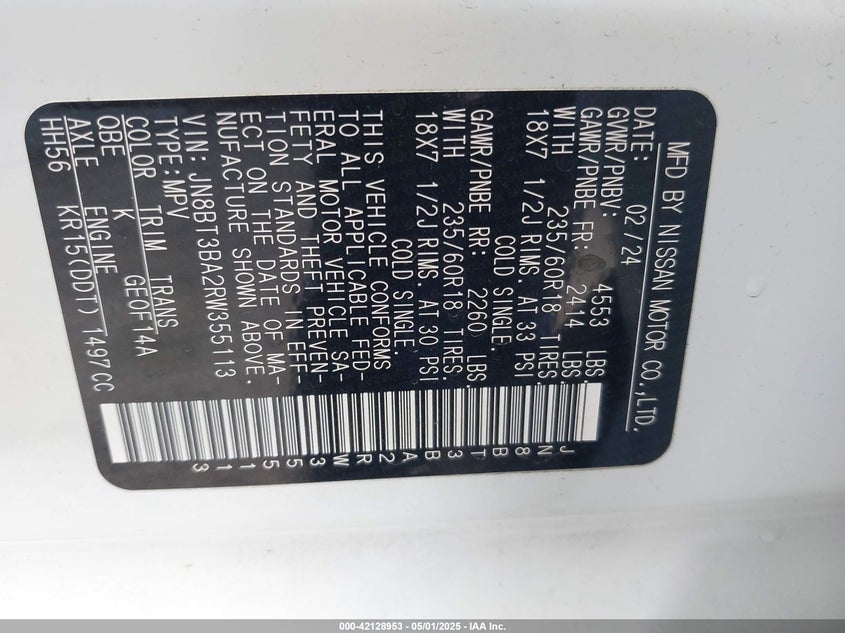 MFD BY NISSAN MOTOR CO.,LTD.
DATE: 02/24
GVWR/PNBV: 4553 LBS.
GAWR/PNBE FR: 2414 LBS.
WITH 235/60R18 TIRES.
18X7 1/2J RIMS. AT 33 PSI
COLD SINGLE.
GAWR/PNBE RR: 2260 LBS.
WITH 235/60R18 TIRES:
18X7 1/2J RIMS. AT 30 PSI
COLD SINGLE.
THIS VEHICLE CONFORMS
TO ALL APPLICABLE FED-
ERAL MOTOR VEHICLE SA-
FETY AND THEFT PREVEN-
TION STANDARDS IN EFF-
ECT ON THE DATE OF MA-
NUFACTURE SHOWN ABOVE.
VIN: JN8BT3BA2RW355113
TYPE: MPV
COLOR TRIM TRANS
QBE K GE0F14A
AXLE ENGINE
HH56 KR15(DDT) 1497CC
JN8BT3BA2RW355113
000-42128953 - 05/01/2025 - IAA Inc.